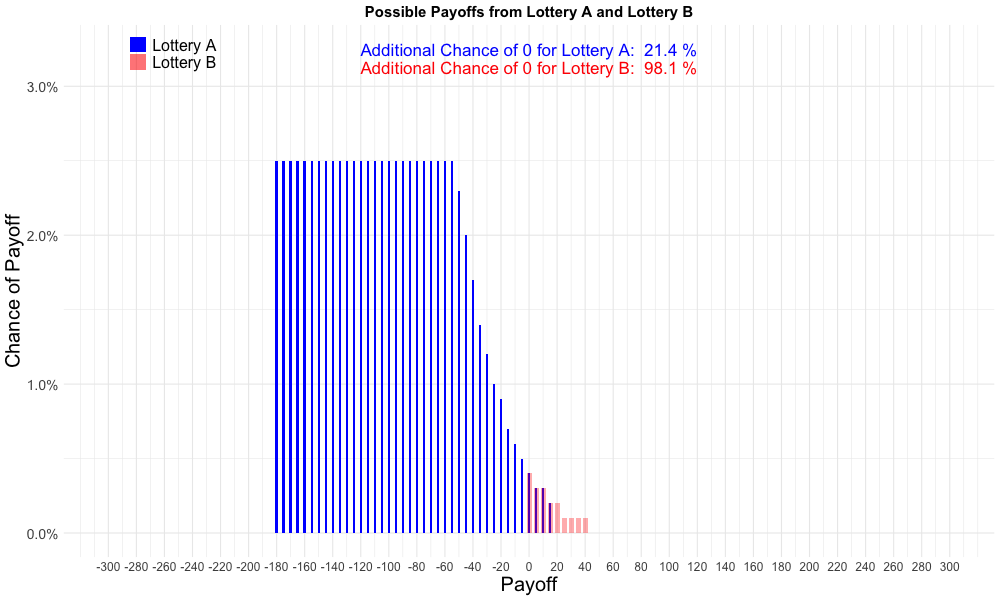 Possible Payoffs from Lottery A and Lottery B
Lottery A
Lottery B
Additional Chance of 0 for Lottery A: 21.4 %
Additional Chance of 0 for Lottery B: 98.1 %
Chance of Payoff
3.0%
2.0%
1.0%
0.0%
-300 -280 -260 -240 -220 -200 -180 -160 -140 -120 -100 -80 -60 -40 -20 0 20 40 60 80 100 120 140 160 180 200 220 240 260 280 300
Payoff